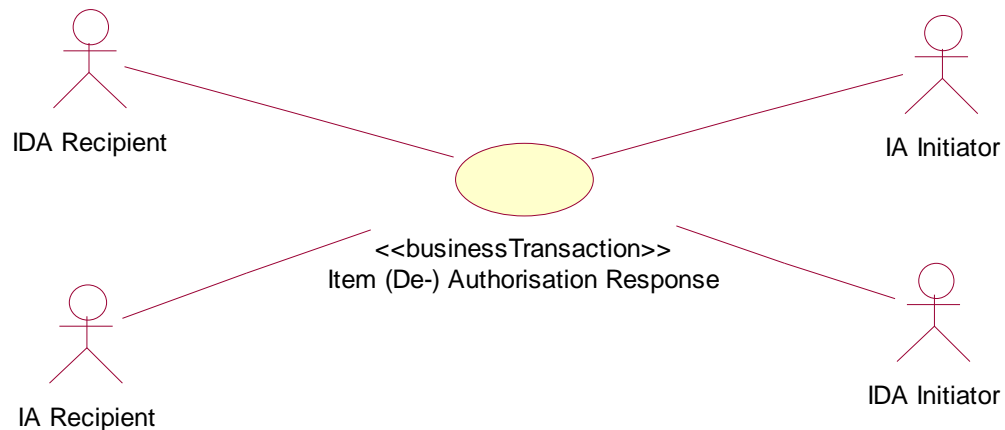 IDA Recipient
IA Initiator
<<businessTransaction>>
Item (De-) Authorisation Response
IA Recipient
IDA Initiator